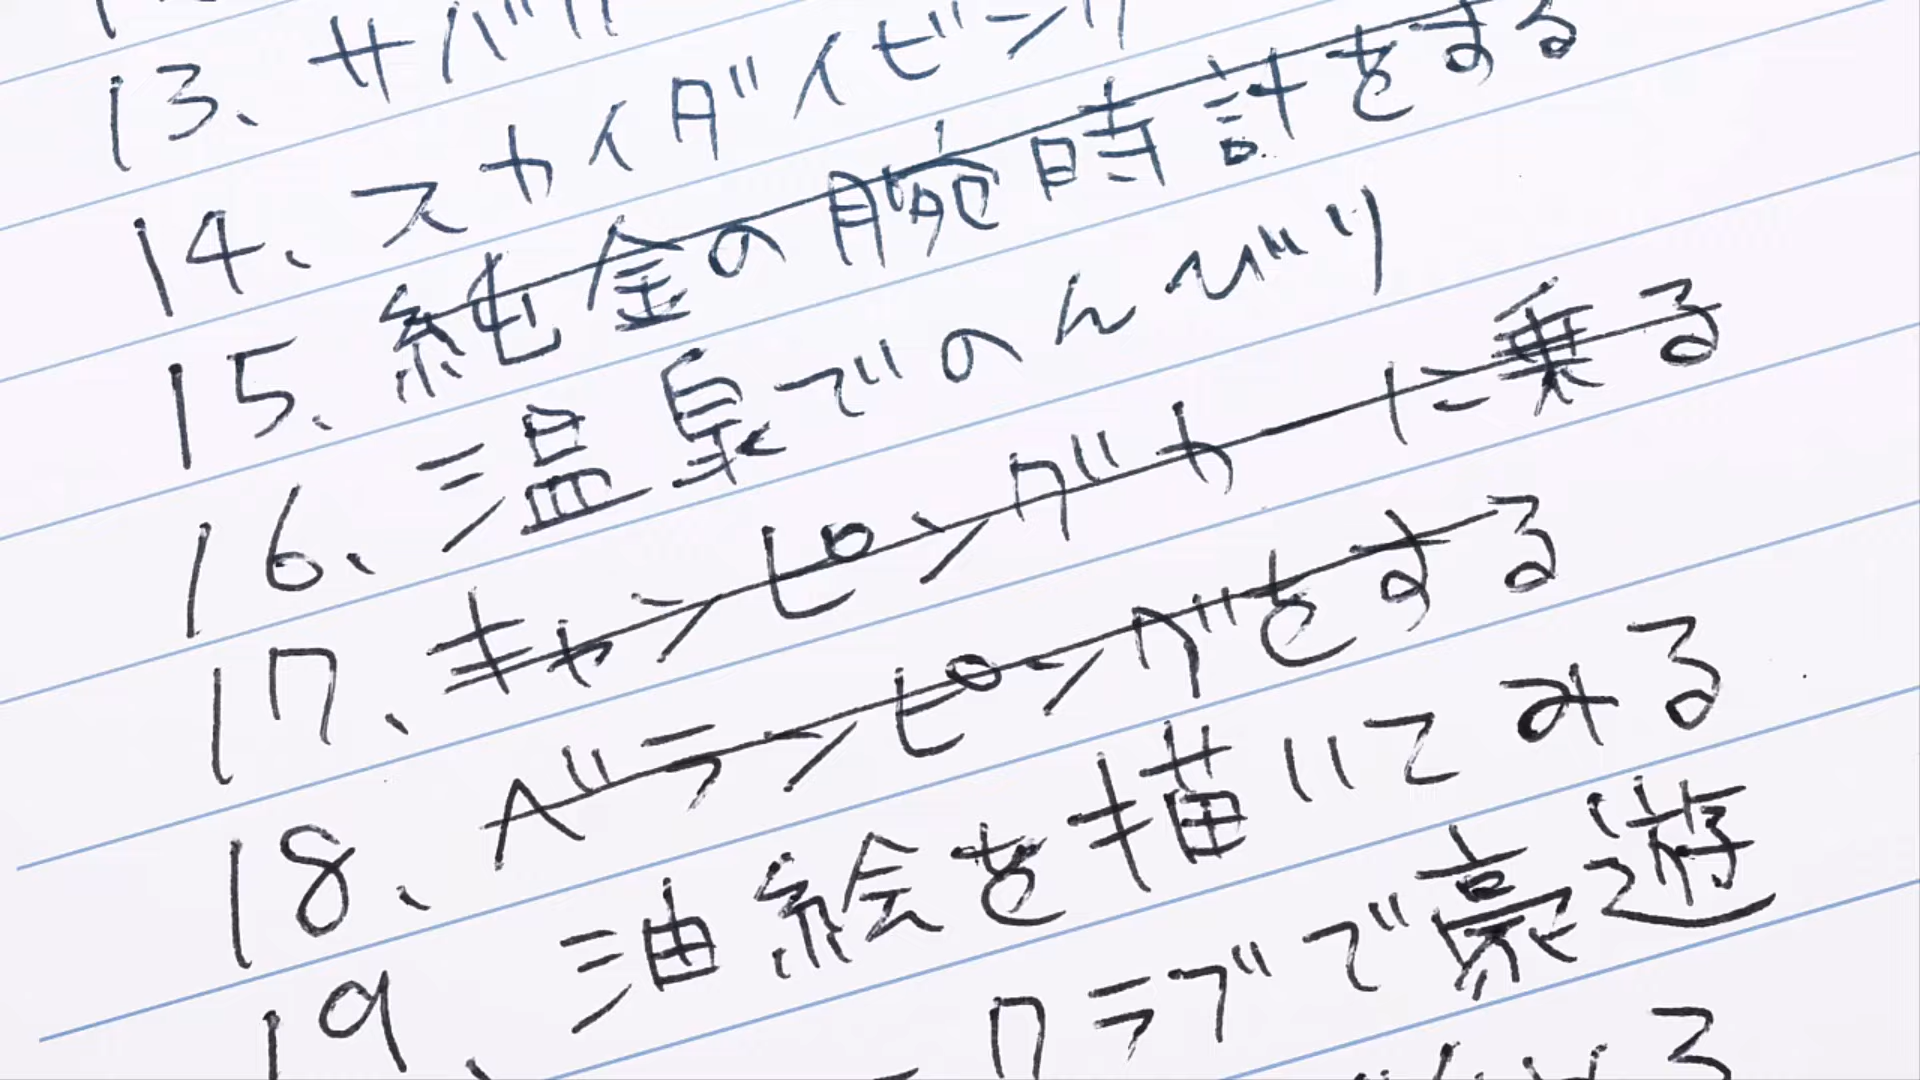 13、サバ
14、スカイダイビング
15、純金の腕時計をする
16、温泉でのんびり
17、キャンピングカーに乗る
18、ベランピングをする
19、油絵を描いてみる
クラブで豪遊